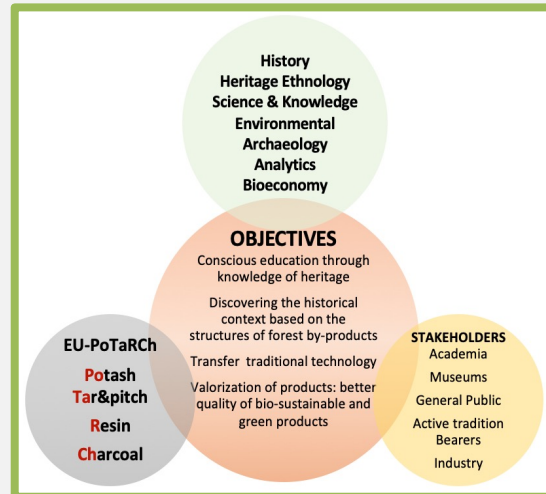 History
Heritage Ethnology
Science & Knowledge
Environmental
Archaeology
Analytics
Bioeconomy
OBJECTIVES
Conscious education through
knowledge of heritage
Discovering the historical
context based on the
structures of forest by-products
Transfer traditional technology
Valorization of products: better
quality of bio-sustainable and
green products
EU-PoTaRCh
Potash
Tar&pitch
Resin
Charcoal
STAKEHOLDERS
Academia
Museums
General Public
Active tradition
Bearers
Industry